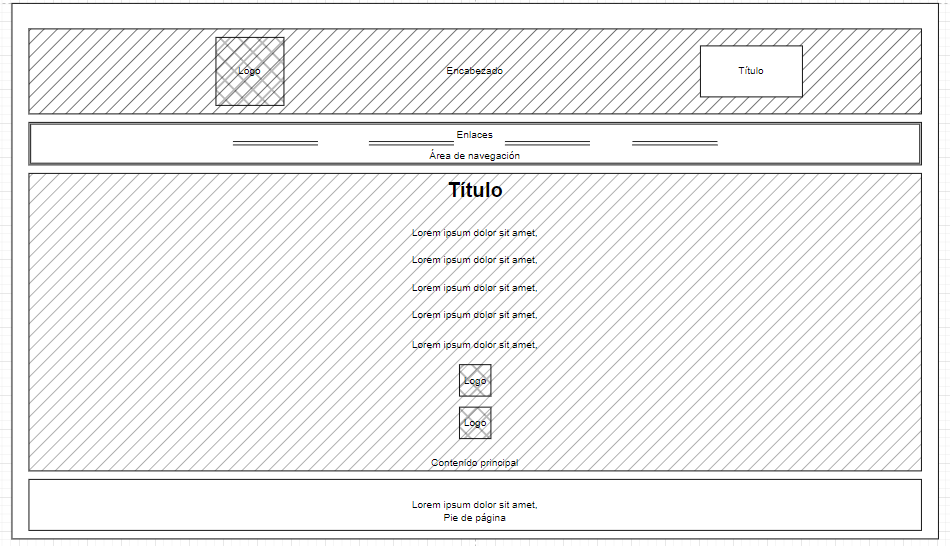 Logo
Encabezado
Título
Enlaces
Área de navegación
Título
Lorem ipsum dolor sit amet,
Lorem ipsum dolor sit amet,
Lorem ipsum dolor sit amet,
Lorem ipsum dolor sit amet,
Lorem ipsum dolor sit amet,
Logo
Logo
Contenido principal
Lorem ipsum dolor sit amet,
Pie de página